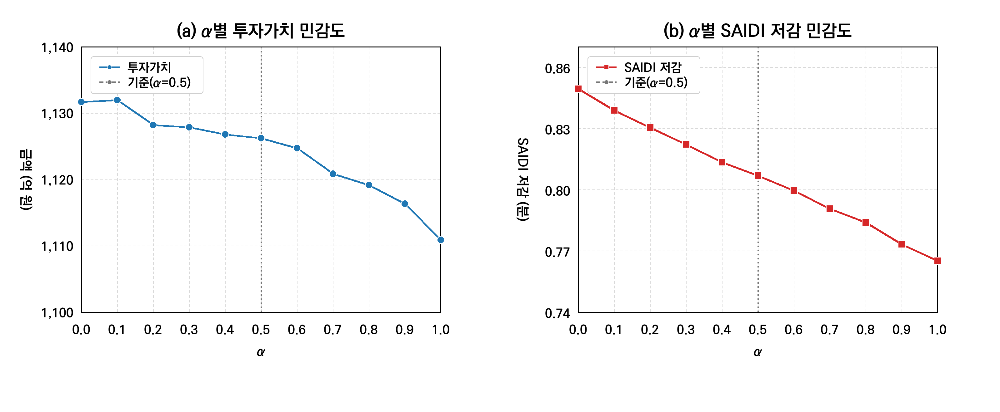 (a) α별 투자가치 민감도
투자가치
기준(α=0.5)
금액 (억 원)
1,140
1,130
1,120
1,110
1,100
0.0 0.1 0.2 0.3 0.4 0.5 0.6 0.7 0.8 0.9 1.0
α
(b) α별 SAIDI 저감 민감도
SAIDI 저감
기준(α=0.5)
SAIDI 저감 (분)
0.86
0.83
0.80
0.77
0.74
0.0 0.1 0.2 0.3 0.4 0.5 0.6 0.7 0.8 0.9 1.0
α